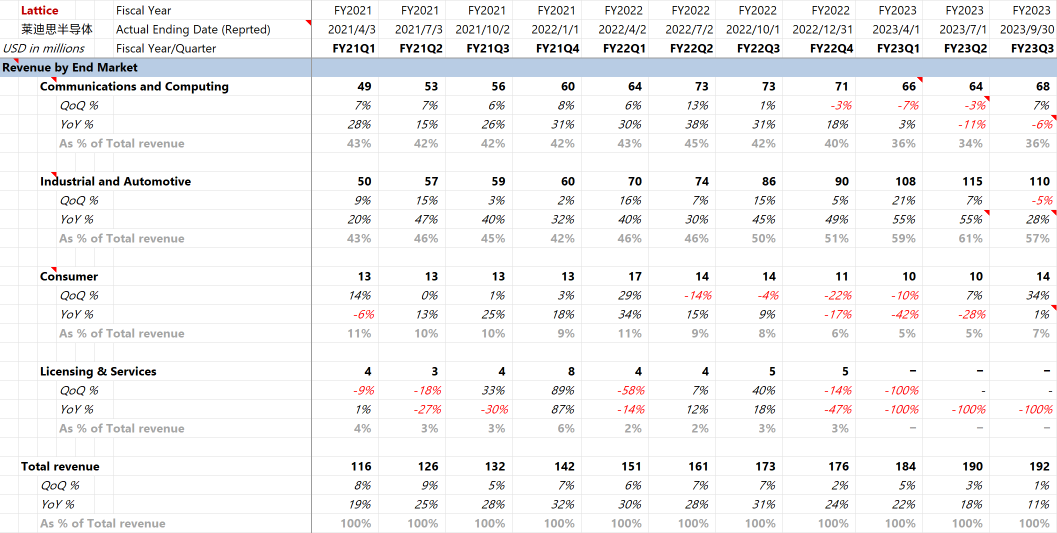 Lattice Fiscal Year FY2021 FY2021 FY2021 FY2021 FY2022 FY2022 FY2022 FY2022 FY2023 FY2023 FY2023
莱迪思半导体 Actual Ending Date (Reprted) 2021/4/3 2021/7/3 2021/10/2 2022/1/1 2022/4/2 2022/7/2 2022/10/1 2022/12/31 2023/4/1 2023/7/1 2023/9/30
USD in millions Fiscal Year/Quarter FY21Q1 FY21Q2 FY21Q3 FY21Q4 FY22Q1 FY22Q2 FY22Q3 FY22Q4 FY23Q1 FY23Q2 FY23Q3
Revenue by End Market
Communications and Computing 49 53 56 60 64 73 73 71 66 64 68
QoQ % 7% 7% 6% 8% 6% 13% 1% -3% -7% -3% 7%
YoY % 28% 15% 26% 31% 30% 38% 31% 18% 3% -11% -6%
As % of Total revenue 43% 42% 42% 42% 43% 45% 42% 40% 36% 34% 36%
Industrial and Automotive 50 57 59 60 70 74 86 90 108 115 110
QoQ % 9% 15% 3% 2% 16% 7% 15% 5% 21% 7% -5%
YoY % 20% 47% 40% 32% 40% 30% 45% 49% 55% 55% 28%
As % of Total revenue 43% 46% 45% 42% 46% 46% 50% 51% 59% 61% 57%
Consumer 13 13 13 13 17 14 14 11 10 10 14
QoQ % 14% 0% 1% 3% 29% -14% -4% -22% -10% 7% 34%
YoY % -6% 13% 25% 18% 34% 15% 9% -17% -42% -28% 1%
As % of Total revenue 11% 10% 10% 9% 11% 9% 8% 6% 5% 5% 7%
Licensing & Services 4 3 4 8 4 4 5 5 – – –
QoQ % -9% -18% 33% 89% -58% 7% 40% -14% -100% - -
YoY % 1% -27% -30% 87% -14% 12% 18% -47% -100% -100% -100%
As % of Total revenue 4% 3% 3% 6% 2% 2% 3% 3% – – –
Total revenue 116 126 132 142 151 161 173 176 184 190 192
QoQ % 8% 9% 5% 7% 6% 7% 7% 2% 5% 3% 1%
YoY % 19% 25% 28% 32% 30% 28% 31% 24% 22% 18% 11%
As % of Total revenue 100% 100% 100% 100% 100% 100% 100% 100% 100% 100% 100%